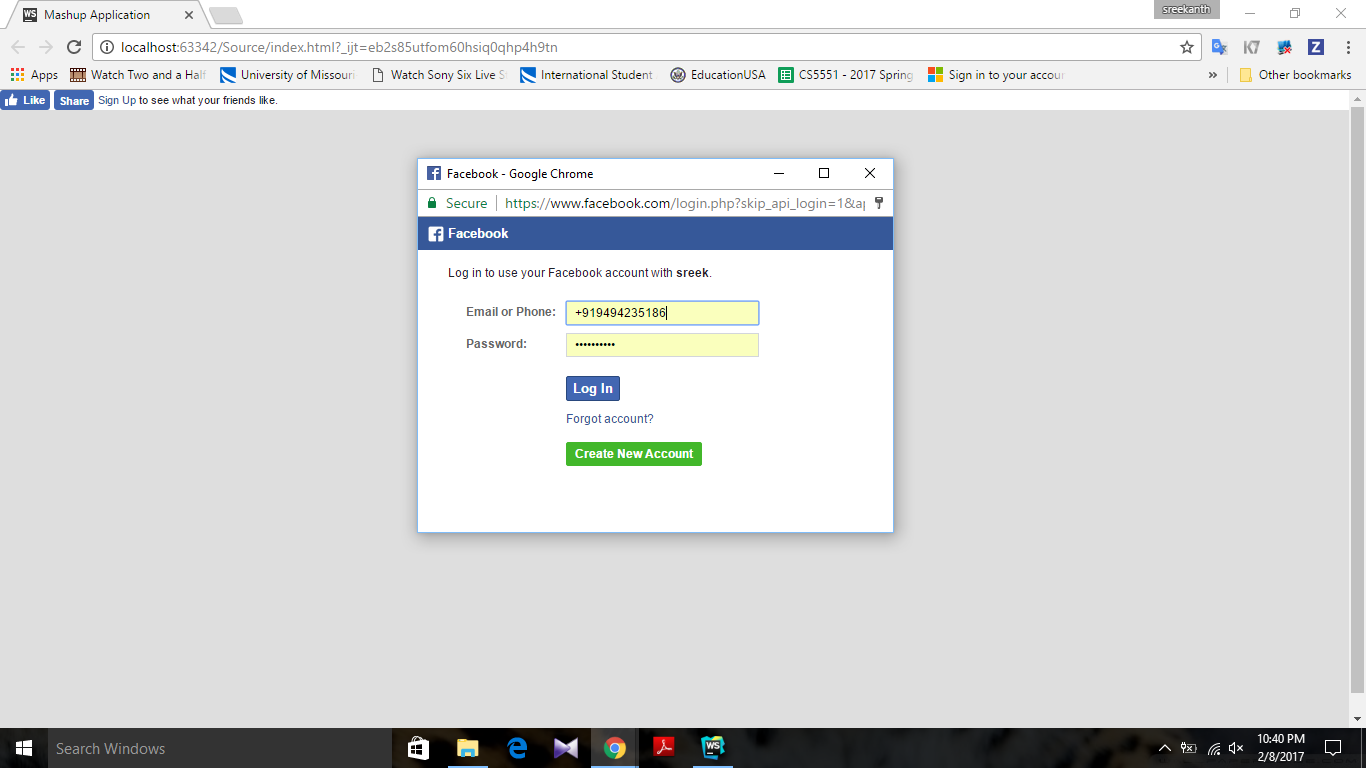 sreekanth
WS Mashup Application
localhost:63342/Source/index.html?_ijt=eb2s85utfom60hsiq0qhp4h9tn
K7 Z
Apps Watch Two and a Half University of Missouri Watch Sony Six Live S International Student EducationUSA CS5551 - 2017 Spring Sign in to your accour » Other bookmarks
Like Share Sign Up to see what your friends like.
Facebook - Google Chrome
Secure https://www.facebook.com/login.php?skip_api_login=1&ap
Facebook
Log in to use your Facebook account with sreek.
Email or Phone: +919494235186
Password: ••••••••••
Log In
Forgot account?
Create New Account
Search Windows
WS
10:40 PM
2/8/2017